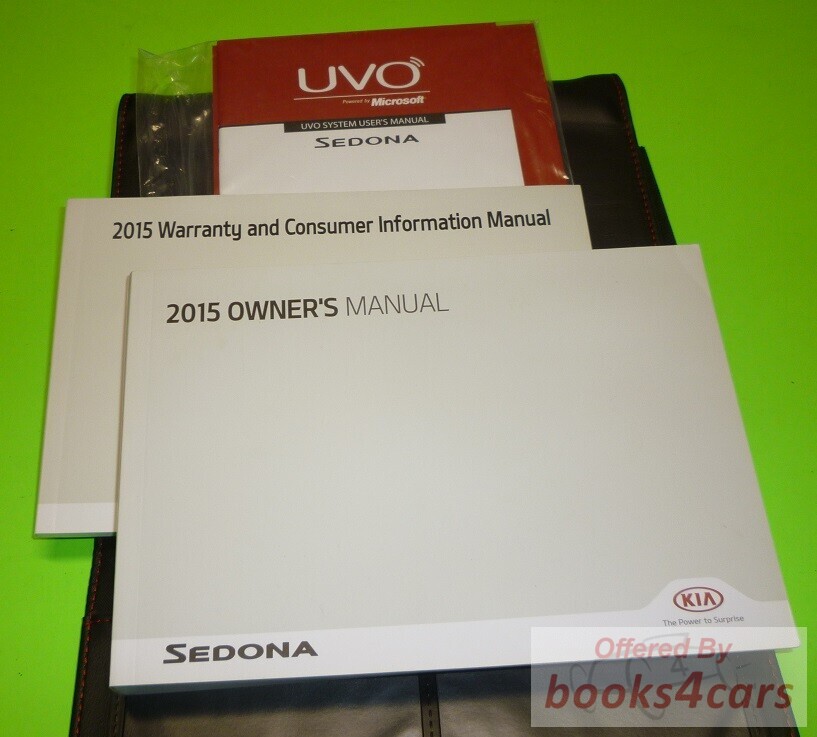 UVO
Powered by Microsoft
UVO SYSTEM USER'S MANUAL
SEDONA
2015 Warranty and Consumer Information Manual
2015 OWNER'S MANUAL
KIA
The Power to Surprise
SEDONA
Offered By
books4cars